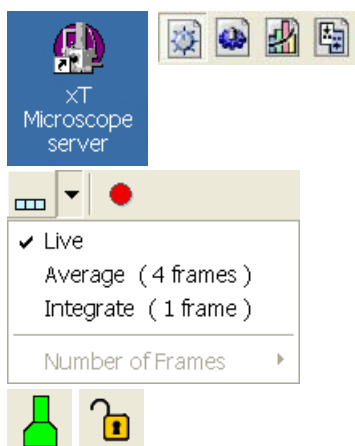 xT
Microscope
server
Live
Average ( 4 frames )
Integrate ( 1 frame )
Number of Frames